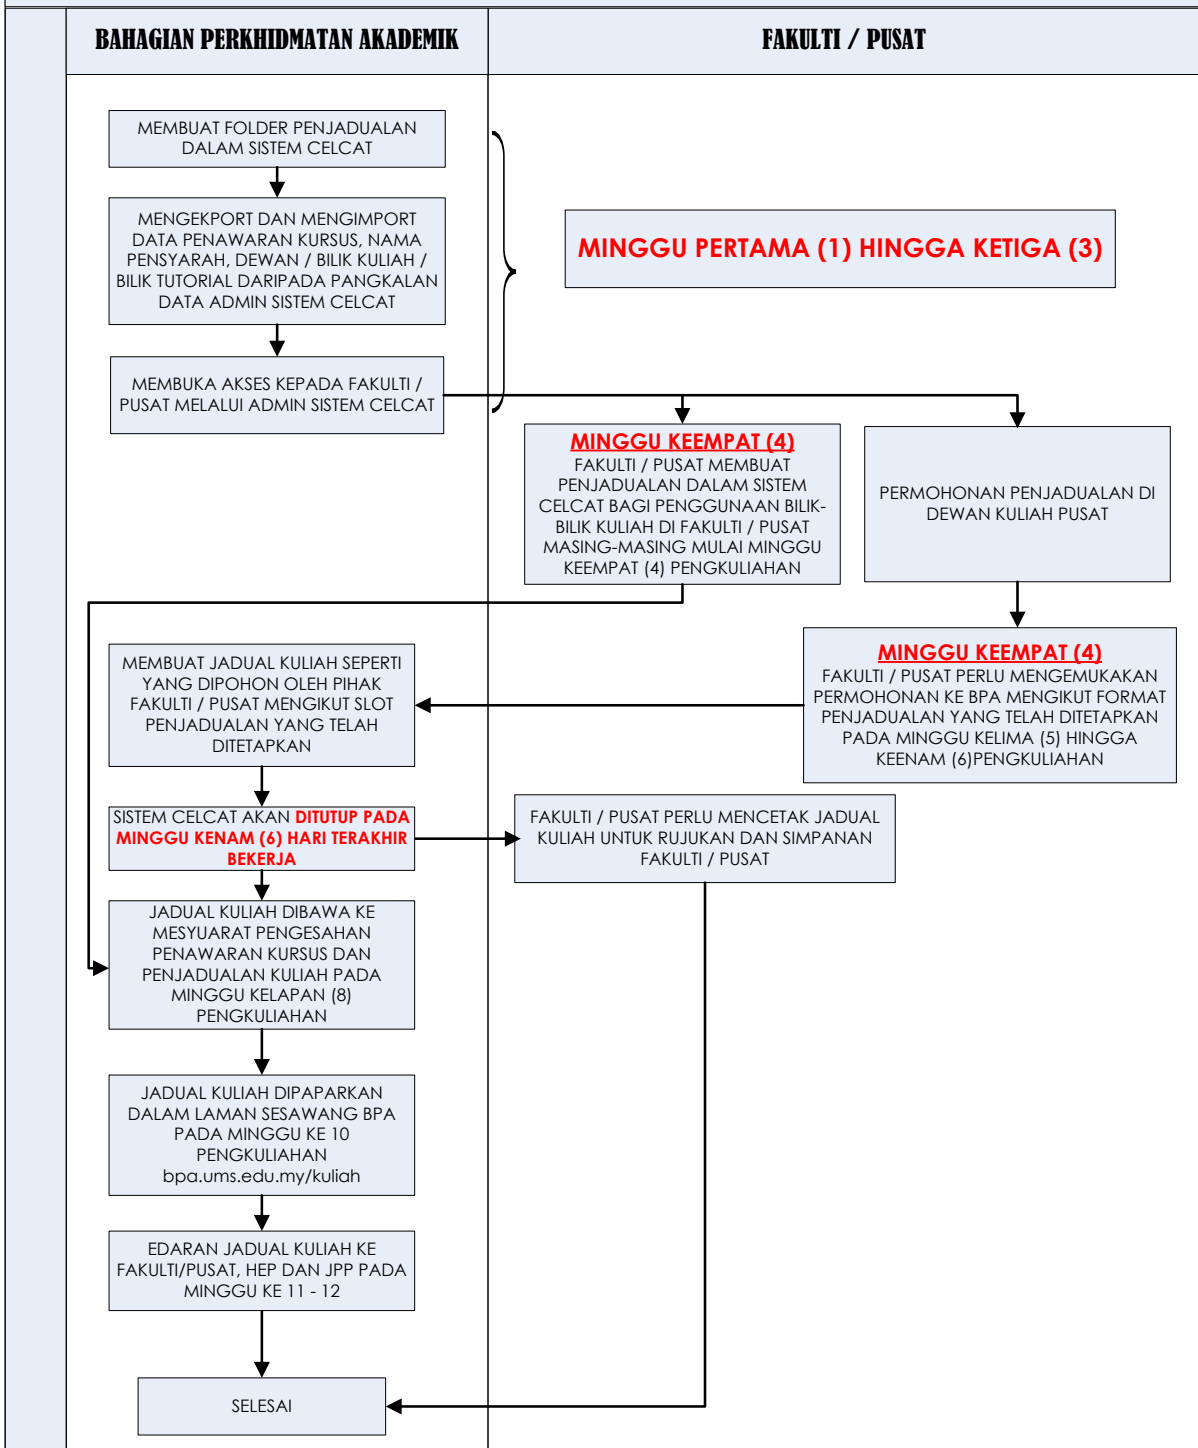 BAHAGIAN PERKHIDMATAN AKADEMIK
FAKULTI / PUSAT
MEMBUAT FOLDER PENJADUALAN
DALAM SISTEM CELCAT
MENGEKPORT DAN MENGIMPORT
DATA PENAWARAN KURSUS, NAMA
PENSYARAH, DEWAN / BILIK KULIAH /
BILIK TUTORIAL DARIPADA PANGKALAN
DATA ADMIN SISTEM CELCAT
MINGGU PERTAMA (1) HINGGA KETIGA (3)
MEMBUKA AKSES KEPADA FAKULTI /
PUSAT MELALUI ADMIN SISTEM CELCAT
MINGGU KEEMPAT (4)
FAKULTI / PUSAT MEMBUAT
PENJADUALAN DALAM SISTEM
CELCAT BAGI PENGGUNAAN BILIK-
BILIK KULIAH DI FAKULTI / PUSAT
MASING-MASING MULAI MINGGU
KEEMPAT (4) PENGKULIAHAN
PERMOHONAN PENJADUALAN DI
DEWAN KULIAH PUSAT
MINGGU KEEMPAT (4)
FAKULTI / PUSAT PERLU MENGEMUKAKAN
PERMOHONAN KE BPA MENGIKUT FORMAT
PENJADUALAN YANG TELAH DITETAPKAN
PADA MINGGU KELIMA (5) HINGGA
KEENAM (6)PENGKULIAHAN
MEMBUAT JADUAL KULIAH SEPERTI
YANG DIPOHON OLEH PIHAK
FAKULTI / PUSAT MENGIKUT SLOT
PENJADUALAN YANG TELAH
DITETAPKAN
SISTEM CELCAT AKAN DITUTUP PADA
MINGGU KENAM (6) HARI TERAKHIR
BEKERJA
FAKULTI / PUSAT PERLU MENCETAK JADUAL
KULIAH UNTUK RUJUKAN DAN SIMPANAN
FAKULTI / PUSAT
JADUAL KULIAH DIBAWA KE
MESYUARAT PENGESAHAN
PENAWARAN KURSUS DAN
PENJADUALAN KULIAH PADA
MINGGU KELAPAN (8)
PENGKULIAHAN
JADUAL KULIAH DIPAPARKAN
DALAM LAMAN SESAWANG BPA
PADA MINGGU KE 10
PENGKULIAHAN
bpa.ums.edu.my/kuliah
EDARAN JADUAL KULIAH KE
FAKULTI/PUSAT, HEP DAN JPP PADA
MINGGU KE 11 - 12
SELESAI